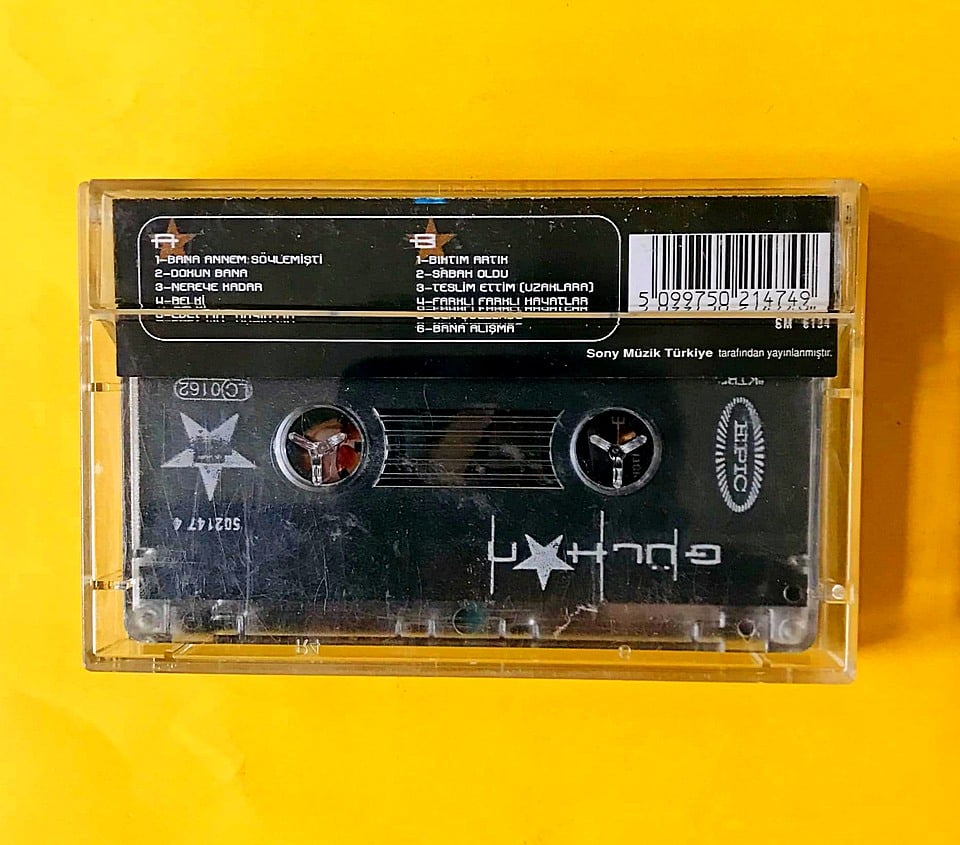 A
1-BANA ANNEM SÖYLEMİŞTİ
2-DOKUN BANA
3-NEREYE KADAR
4-BELKİ
B
1-BIKTIM ARTIK
2-SABAH OLDU
3-TESLİM ETTİM (UZAKLARA)
4-FARKLI FARKLI HAYATLAR
6-BANA ALIŞMA
5 099750 214749
SM 6134
Sony Müzik Türkiye tarafından yayınlanmıştır.
LC 0162
EPIC
502147 4
GÜLHAN